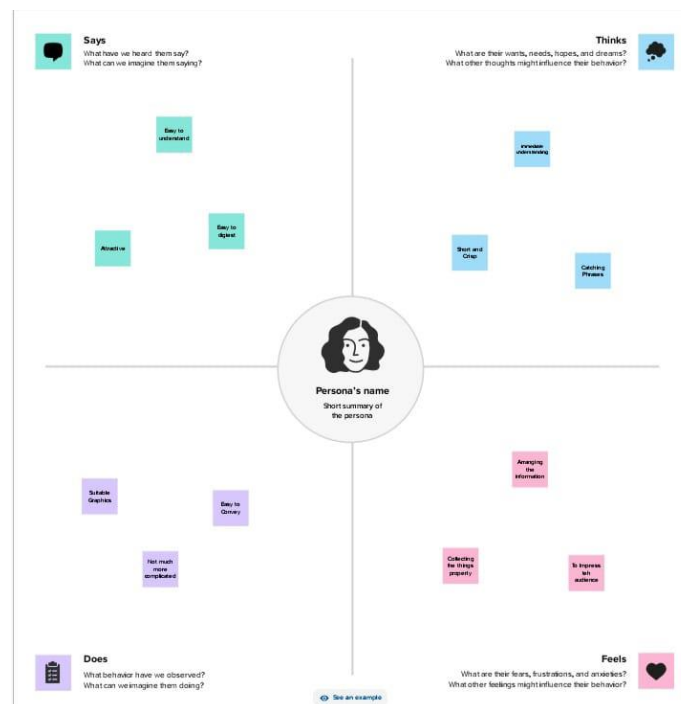 Says
What have we heard them say?
What can we imagine them saying?
Thinks
What are their wants, needs, hopes, and dreams?
What other thoughts might influence their behavior?
Easy to
understand
Attractive
Easy to
digest
Immediate
understanding
Short and
Crisp
Catching
Phrases
Persona's name
Short summary of
the persona
Suitable
Graphics
Easy to
Convey
Not much
more
complicated
Arranging
the
information
Collecting
the things
properly
To Impress
teh
audience
Does
What behavior have we observed?
What can we imagine them doing?
Feels
What are their fears, frustrations, and anxieties?
What other feelings might influence their behavior?
See an example